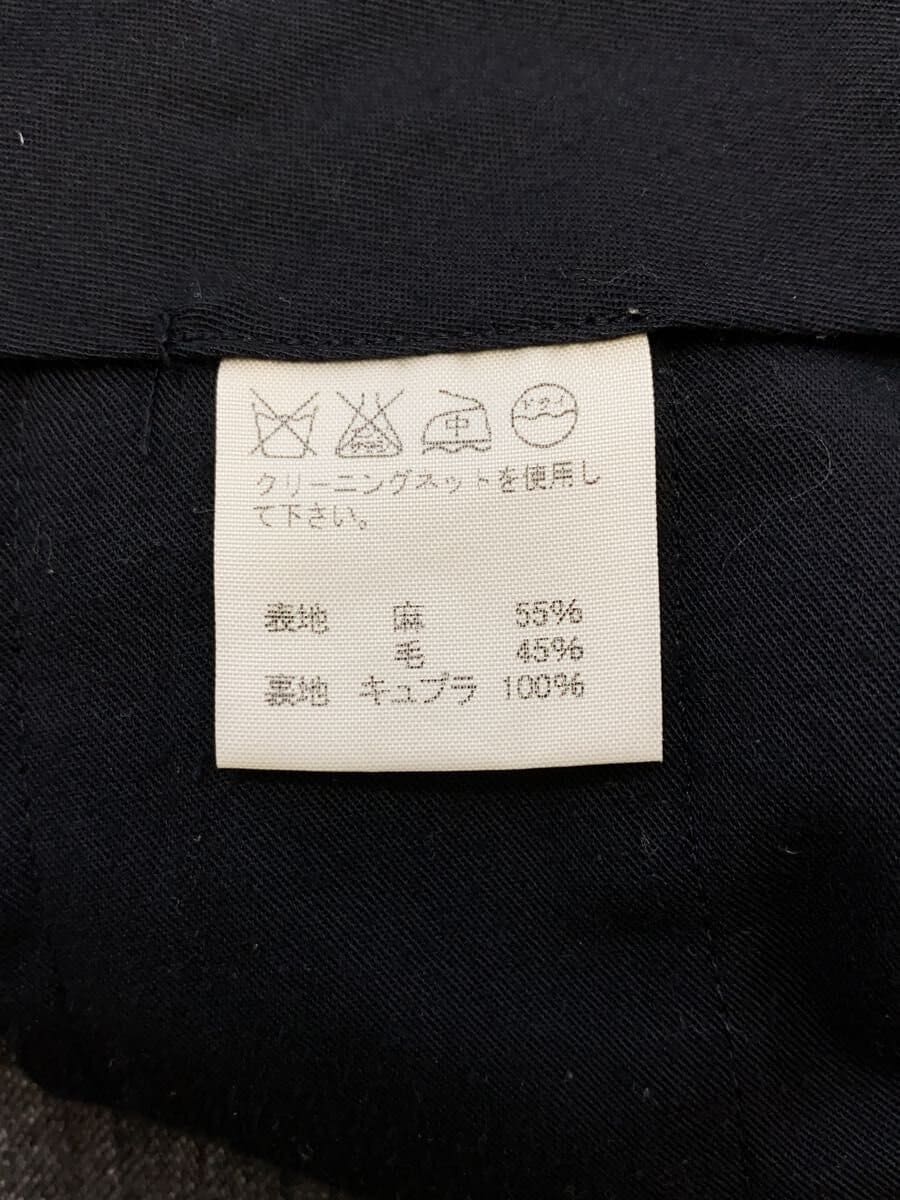 中 ドライ
クリーニングネットを使用し
て下さい。
表地 麻 55%
毛 45%
裏地 キュプラ 100%